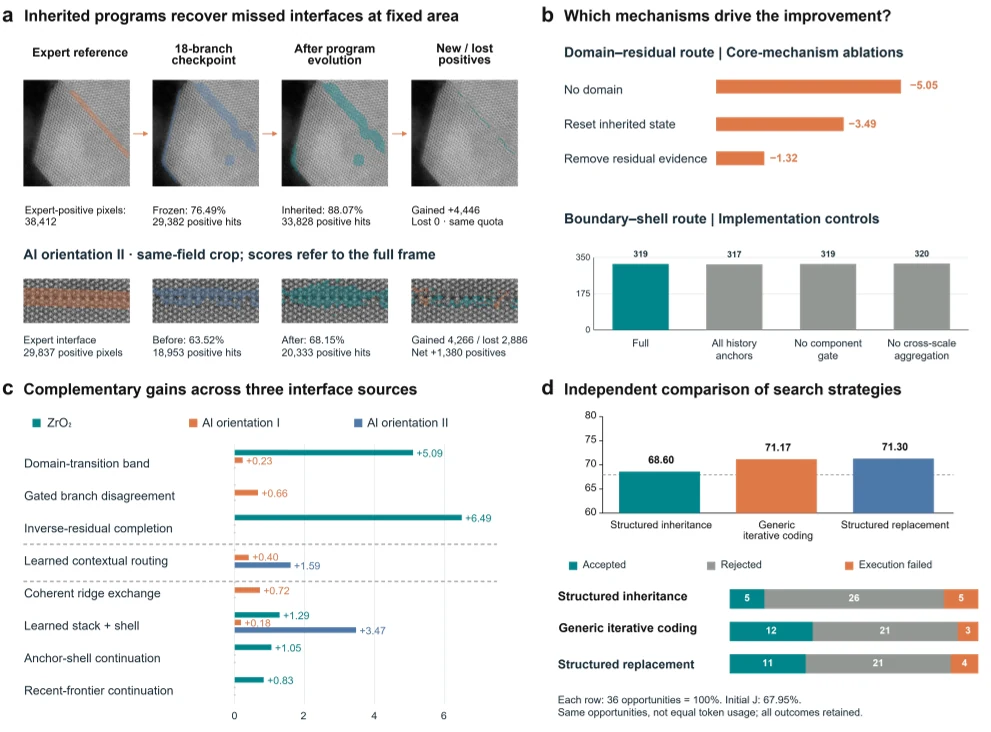 a Inherited programs recover missed interfaces at fixed area
Expert reference
18-branch
checkpoint
After program
evolution
New / lost
positives
Expert-positive pixels:
38,412
Frozen: 76.49%
29,382 positive hits
Inherited: 88.07%
33,828 positive hits
Gained +4,446
Lost 0 · same quota
Al orientation II · same-field crop; scores refer to the full frame
Expert interface
29,837 positive pixels
Before: 63.52%
18,953 positive hits
After: 68.15%
20,333 positive hits
Gained 4,266 / lost 2,886
Net +1,380 positives
b Which mechanisms drive the improvement?
Domain–residual route | Core-mechanism ablations
No domain −5.05
Reset inherited state −3.49
Remove residual evidence −1.32
Boundary–shell route | Implementation controls
350
175
0
319
317
319
320
Full
All history
anchors
No component
gate
No cross-scale
aggregation
c Complementary gains across three interface sources
ZrO₂
Al orientation I
Al orientation II
Domain-transition band
+5.09
+0.23
Gated branch disagreement
+0.66
Inverse-residual completion
+6.49
Learned contextual routing
+0.40
+1.59
Coherent ridge exchange
+0.72
Learned stack + shell
+1.29
+0.18
+3.47
Anchor-shell continuation
+1.05
Recent-frontier continuation
+0.83
0 2 4 6
d Independent comparison of search strategies
80
75
70
65
60
68.60
71.17
71.30
Structured inheritance
Generic
iterative coding
Structured replacement
Accepted
Rejected
Execution failed
Structured inheritance 5 26 5
Generic iterative coding 12 21 3
Structured replacement 11 21 4
Each row: 36 opportunities = 100%. Initial J: 67.95%.
Same opportunities, not equal token usage; all outcomes retained.